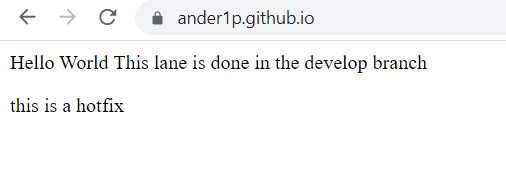 ander1p.github.io
Hello World This lane is done in the develop branch
this is a hotfix